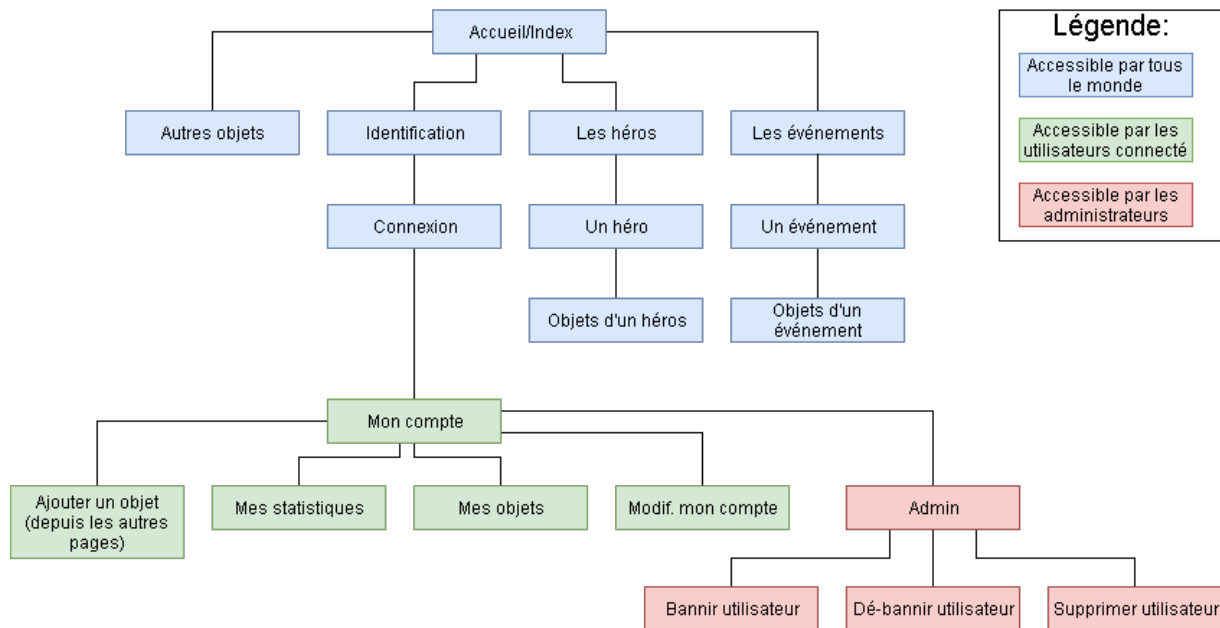 Accueil/Index
Légende:
Accessible par tous
le monde
Accessible par les
utilisateurs connecté
Accessible par les
administrateurs
Autres objets
Identification
Les héros
Les événements
Connexion
Un héro
Un événement
Objets d'un héros
Objets d'un
événement
Mon compte
Ajouter un objet
(depuis les autres
pages)
Mes statistiques
Mes objets
Modif. mon compte
Admin
Bannir utilisateur
Dé-bannir utilisateur
Supprimer utilisateur